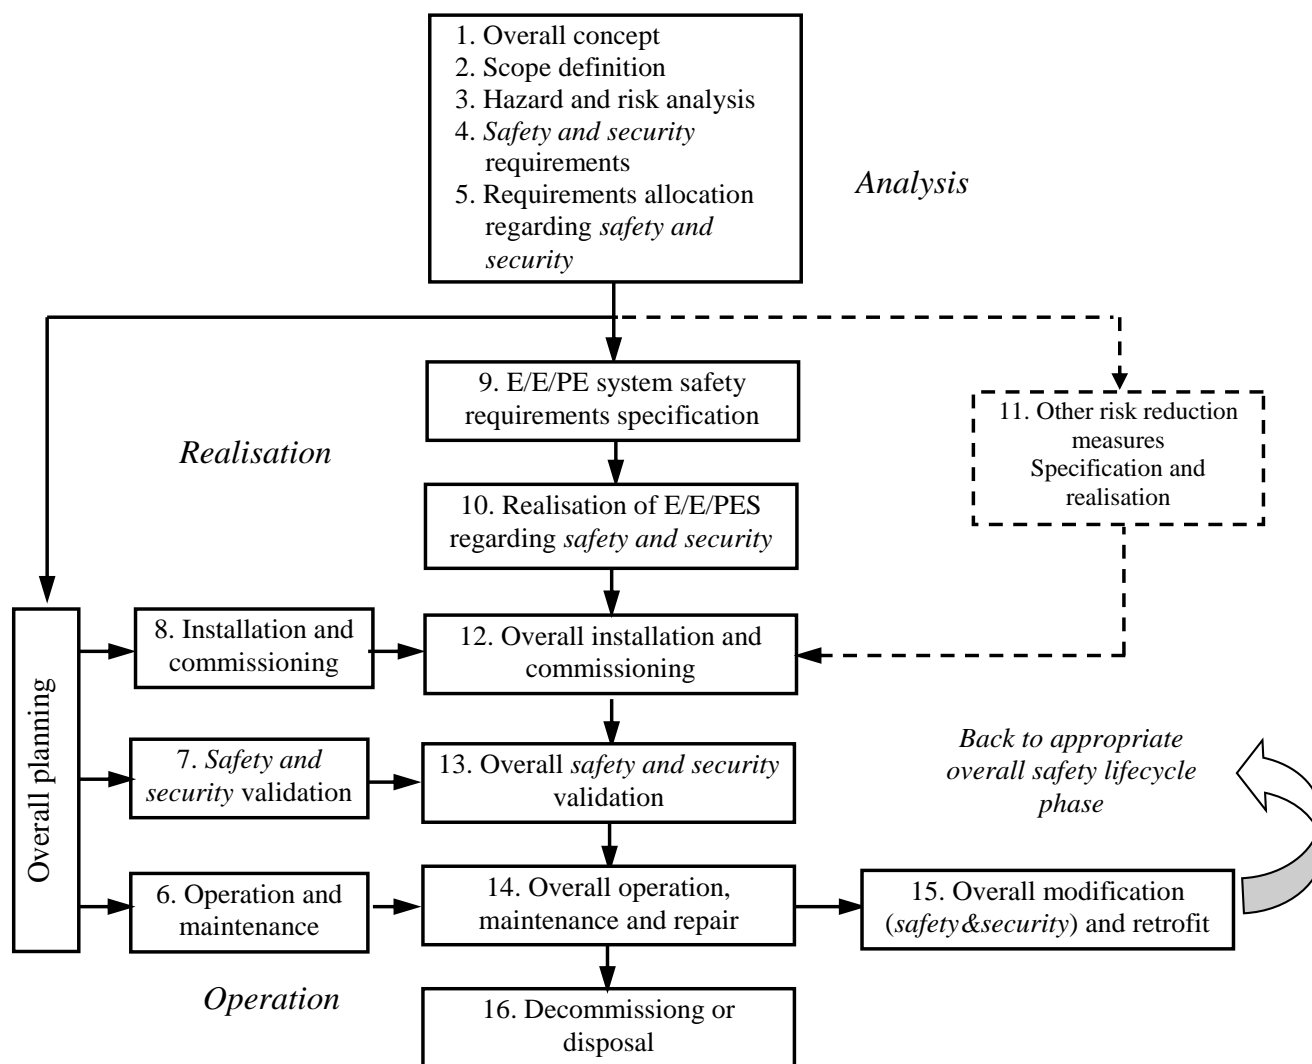 1. Overall concept
2. Scope definition
3. Hazard and risk analysis
4. Safety and security
requirements
5. Requirements allocation
regarding safety and
security
Analysis
9. E/E/PE system safety
requirements specification
11. Other risk reduction
measures
Specification and
realisation
Realisation
10. Realisation of E/E/PES
regarding safety and security
Overall planning
8. Installation and
commissioning
12. Overall installation and
commissioning
7. Safety and
security validation
13. Overall safety and security
validation
Back to appropriate
overall safety lifecycle
phase
6. Operation and
maintenance
14. Overall operation,
maintenance and repair
15. Overall modification
(safety&security) and retrofit
Operation
16. Decommissiong or
disposal